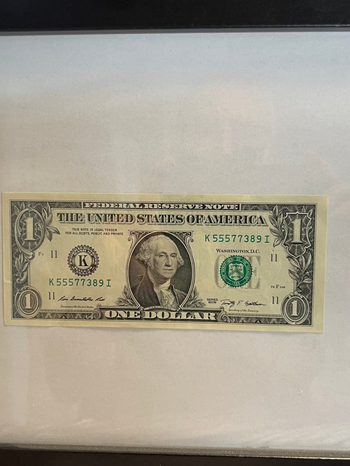 FEDERAL RESERVE NOTE
THE UNITED STATES OF AMERICA
THIS NOTE IS LEGAL TENDER
FOR ALL DEBTS, PUBLIC AND PRIVATE
K 55577389 I
WASHINGTON, D.C.
1
1
11
K
11
K 55577389 I
11
11
SERIES
1
1
ONE DOLLAR